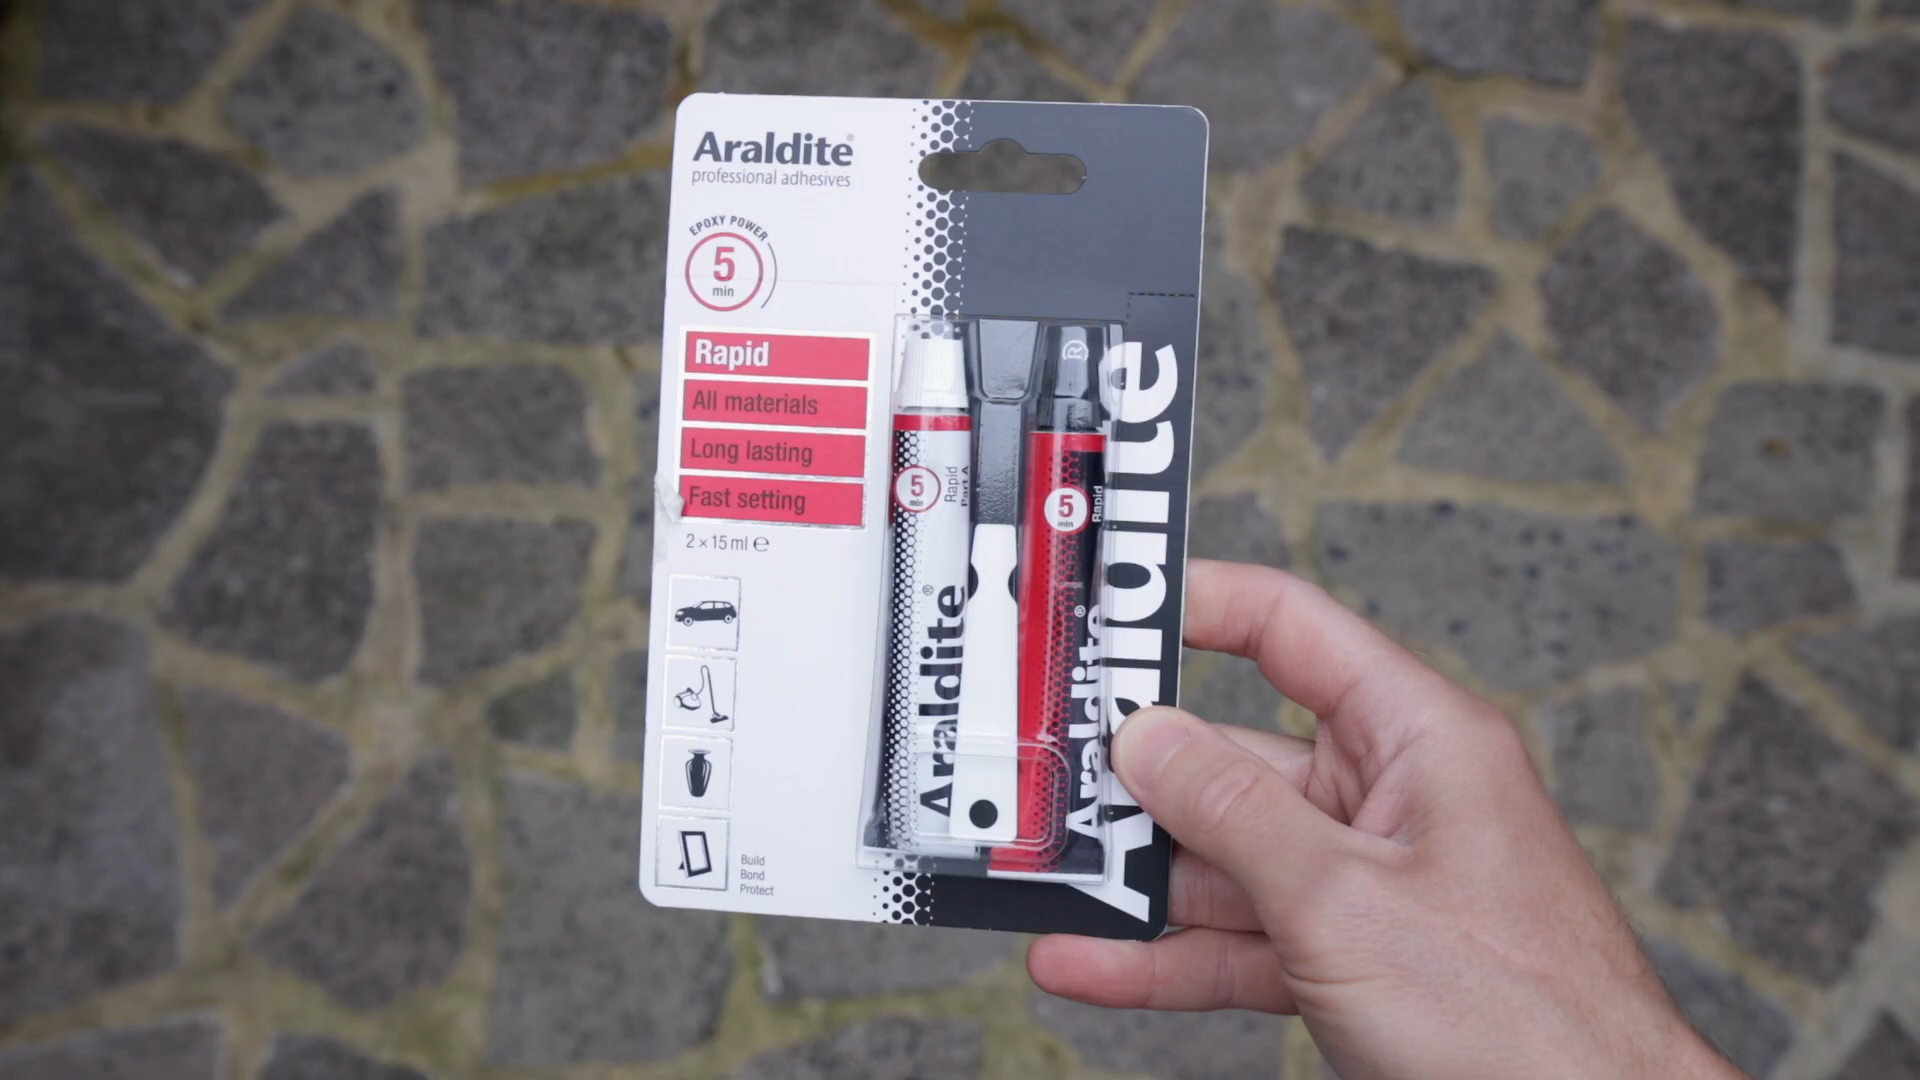 Araldite®
professional adhesives
EPOXY POWER
5
min
Rapid
All materials
Long lasting
Fast setting
2 x 15 ml ℮
Build
Bond
Protect
5
min
Rapid
Part A
Araldite®
5
min
Rapid
Araldite®
Araldite®